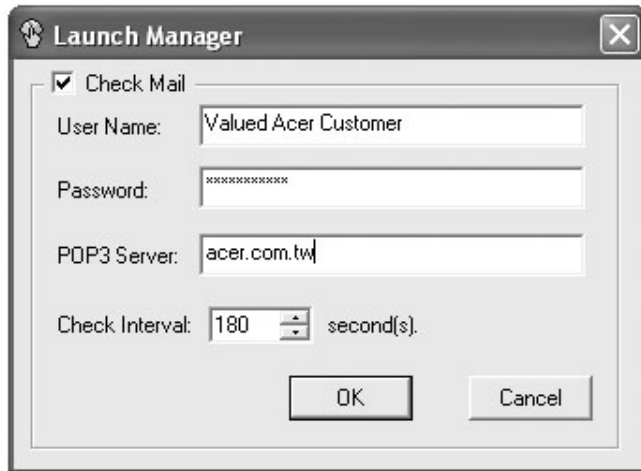 Launch Manager
Check Mail
User Name: Valued Acer Customer
Password: ***********
POP3 Server: acer.com.tw
Check Interval: 180 second(s).
OK Cancel